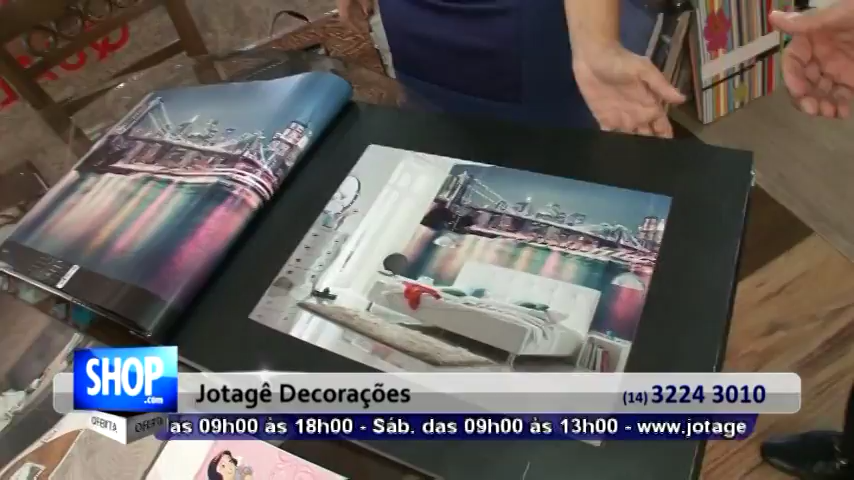 SHOP
.com
OFERTA
OFERTA
Jotagê Decorações
(14) 3224 3010
às 09h00 às 18h00 - Sáb. das 09h00 às 13h00 - www.jotage